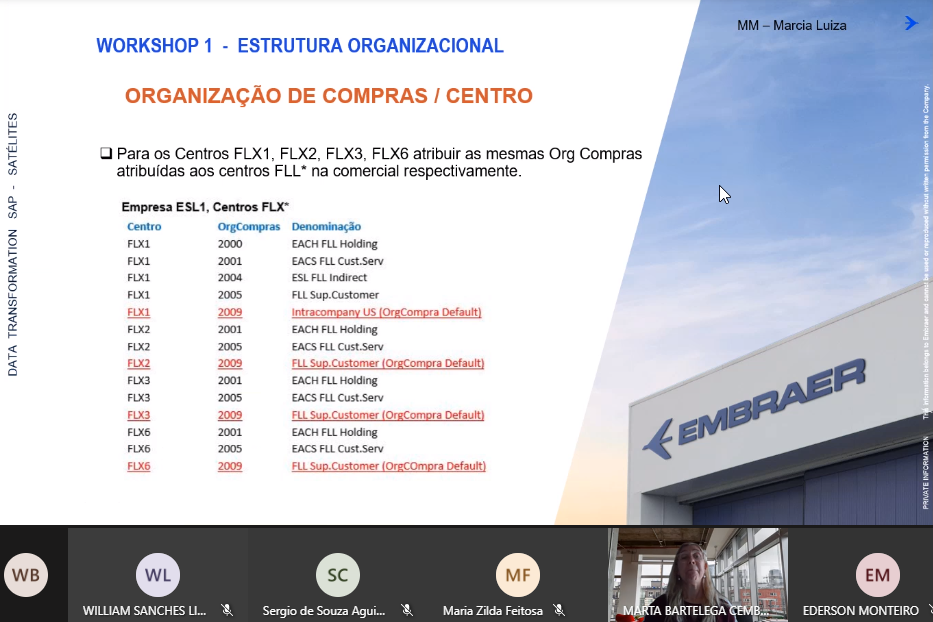 MM – Marcia Luiza
WORKSHOP 1 - ESTRUTURA ORGANIZACIONAL
ORGANIZAÇÃO DE COMPRAS / CENTRO
DATA TRANSFORMATION SAP - SATÉLITES
Para os Centros FLX1, FLX2, FLX3, FLX6 atribuir as mesmas Org Compras
atribuídas aos centros FLL* na comercial respectivamente.
Empresa ESL1, Centros FLX*
Centro OrgCompras Denominação
FLX1 2000 EACH FLL Holding
FLX1 2001 EACS FLL Cust.Serv
FLX1 2004 ESL FLL Indirect
FLX1 2005 FLL Sup.Customer
FLX1 2009 Intracompany US (OrgCompra Default)
FLX2 2001 EACH FLL Holding
FLX2 2005 EACS FLL Cust.Serv
FLX2 2009 FLL Sup.Customer (OrgCompra Default)
FLX3 2001 EACH FLL Holding
FLX3 2005 EACS FLL Cust.Serv
FLX3 2009 FLL Sup.Customer (OrgCompra Default)
FLX6 2001 EACH FLL Holding
FLX6 2005 EACS FLL Cust.Serv
FLX6 2009 FLL Sup.Customer (OrgCOmpra Default)
EMBRAER
PRIVATE INFORMATION This information belongs to Embraer and cannot be used or reproduced without written permission from the Company.
WB
WL
SC
MF
EM
WILLIAM SANCHES LI...
Sergio de Souza Agui...
Maria Zilda Feitosa
MARTA BARTELEGA CEMB...
EDERSON MONTEIRO